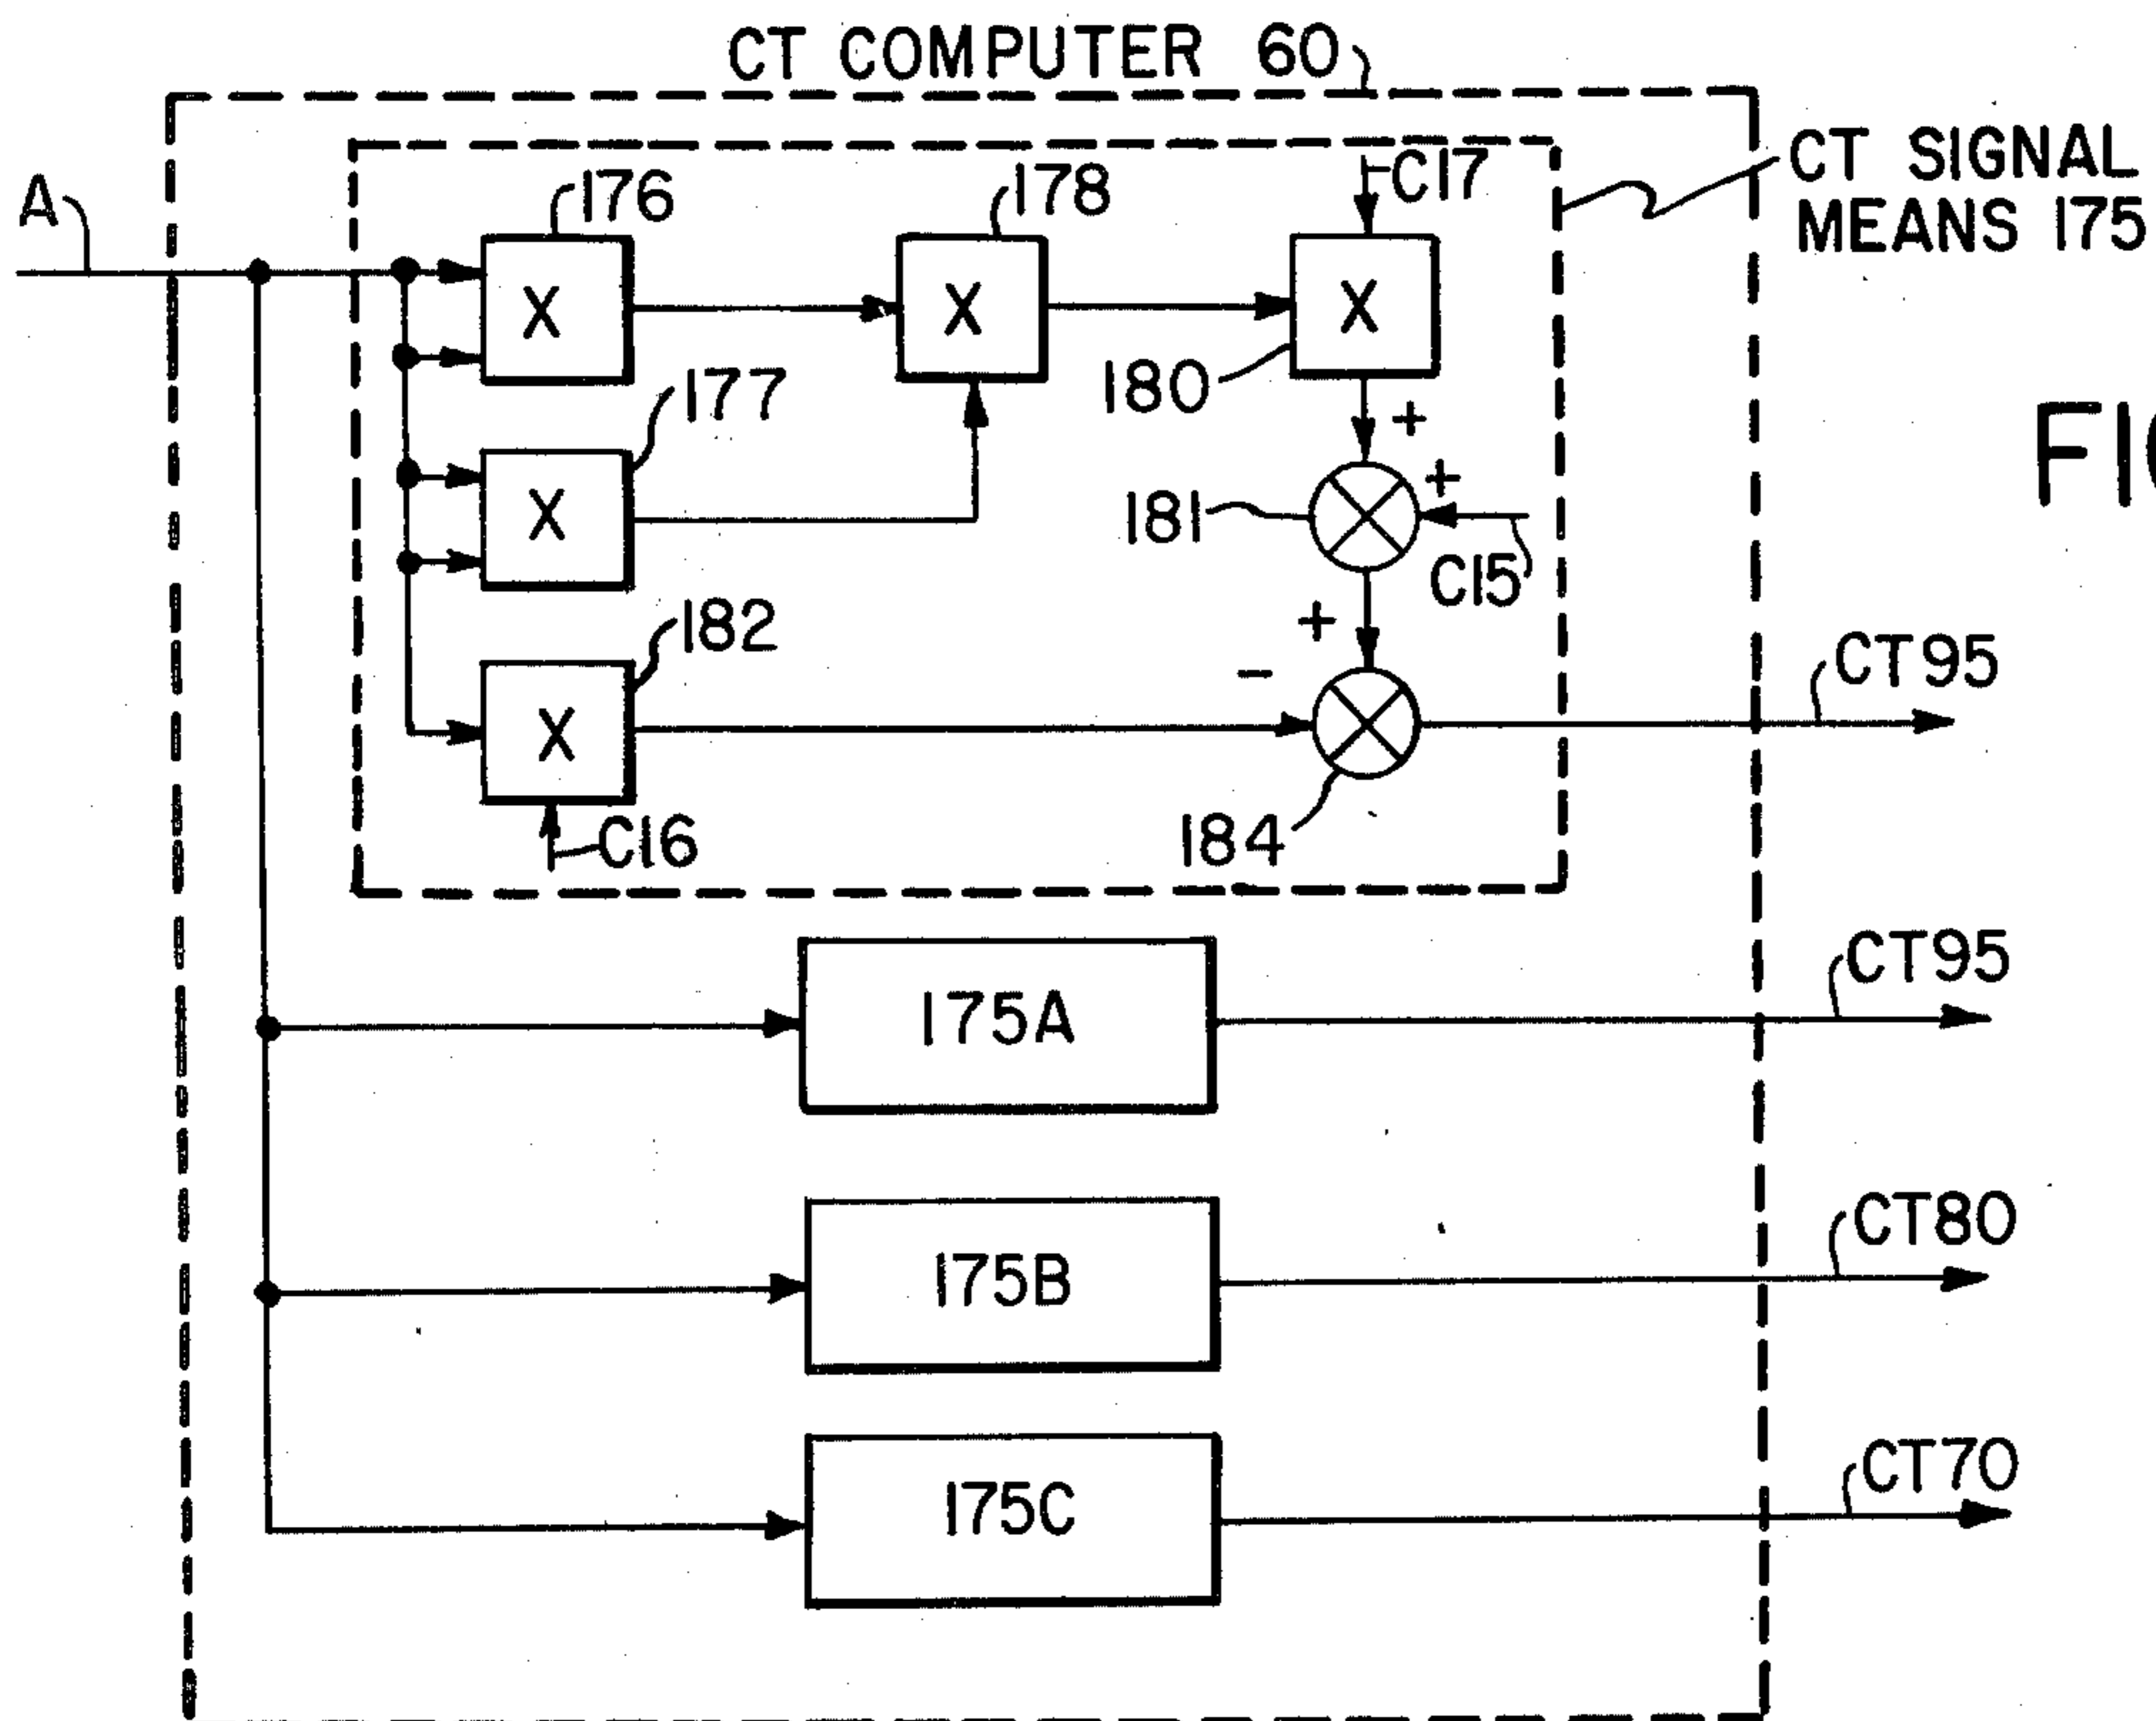 CT COMPUTER 60
CT SIGNAL
MEANS 175
A
176
178
C17
X
X
X
180
177
FIG
+
+
181
X
C15
182
+
-
CT95
X
184
C16
CT95
175A
CT80
175B
CT70
175C